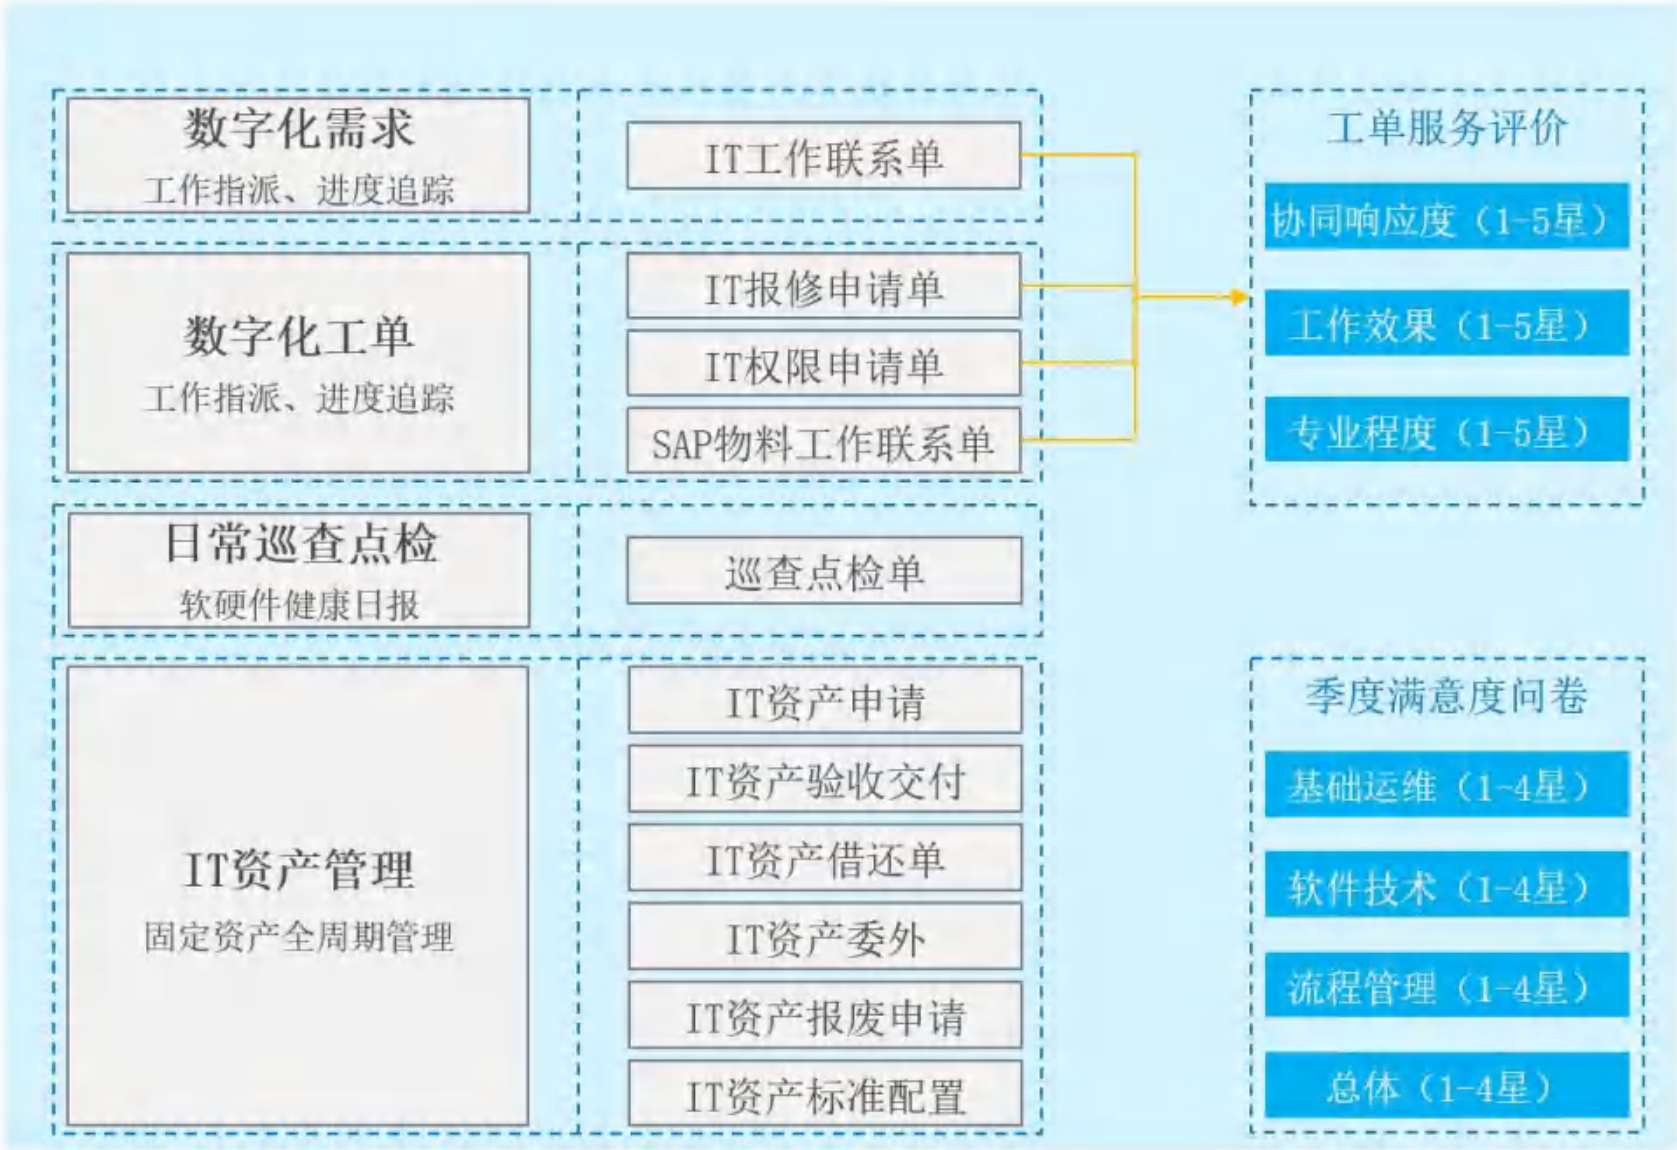 数字化需求
工作指派、进度追踪
IT工作联系单
数字化工单
工作指派、进度追踪
IT报修申请单
IT权限申请单
SAP物料工作联系单
日常巡查点检
软硬件健康日报
巡查点检单
IT资产管理
固定资产全周期管理
IT资产申请
IT资产验收交付
IT资产借还单
IT资产委外
IT资产报废申请
IT资产标准配置
工单服务评价
协同响应度（1-5星）
工作效果（1-5星）
专业程度（1-5星）
季度满意度问卷
基础运维（1-4星）
软件技术（1-4星）
流程管理（1-4星）
总体（1-4星）